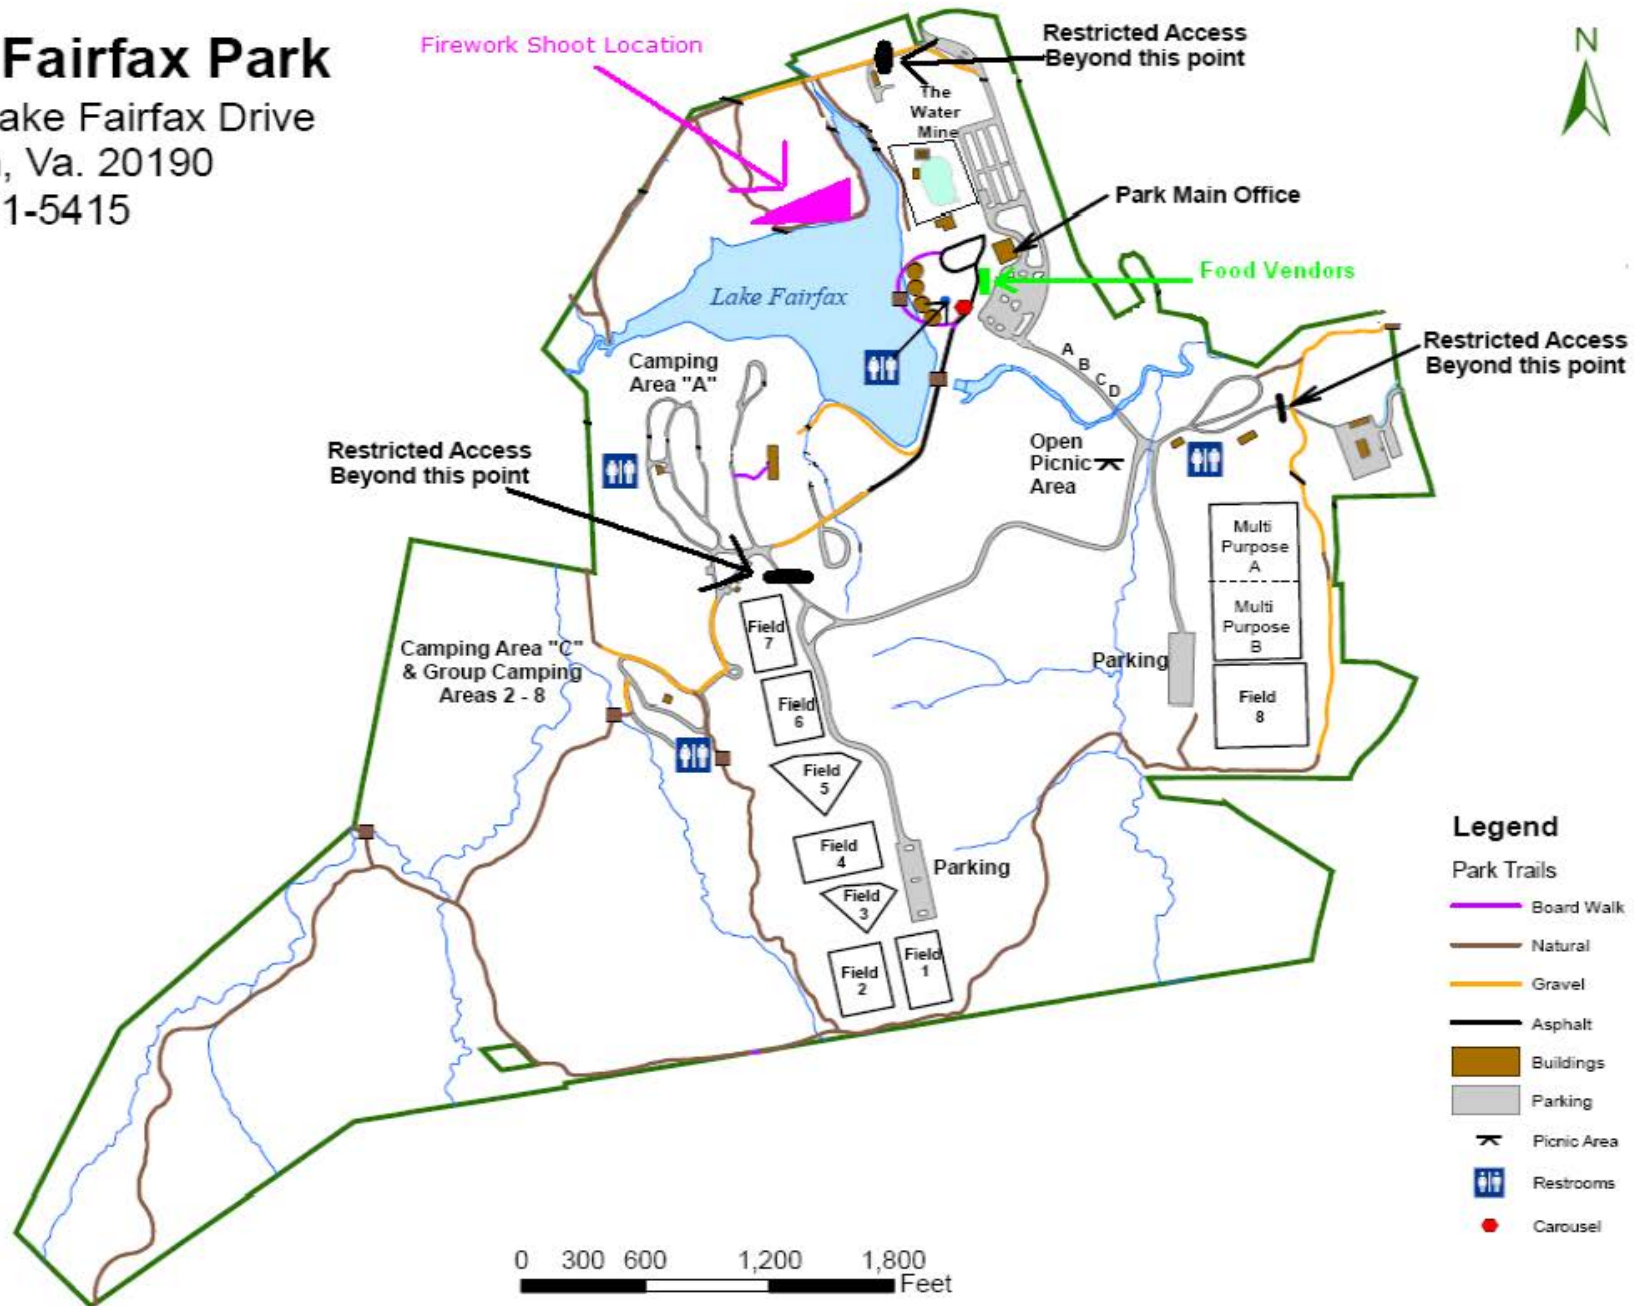 Fairfax Park
ake Fairfax Drive
, Va. 20190
1-5415
Firework Shoot Location
Restricted Access
Beyond this point
N
The
Water
Mine
Park Main Office
Food Vendors
Lake Fairfax
Camping
Area "A"
A
B
C
D
Restricted Access
Beyond this point
Restricted Access
Beyond this point
Open
Picnic
Area
Multi
Purpose
A
Multi
Purpose
B
Field
8
Parking
Field
7
Camping Area "C"
& Group Camping
Areas 2 - 8
Field
6
Field
5
Field
4
Field
3
Parking
Field
2
Field
1
Legend
Park Trails
Board Walk
Natural
Gravel
Asphalt
Buildings
Parking
Picnic Area
Restrooms
Carousel
0 300 600 1,200 1,800
Feet